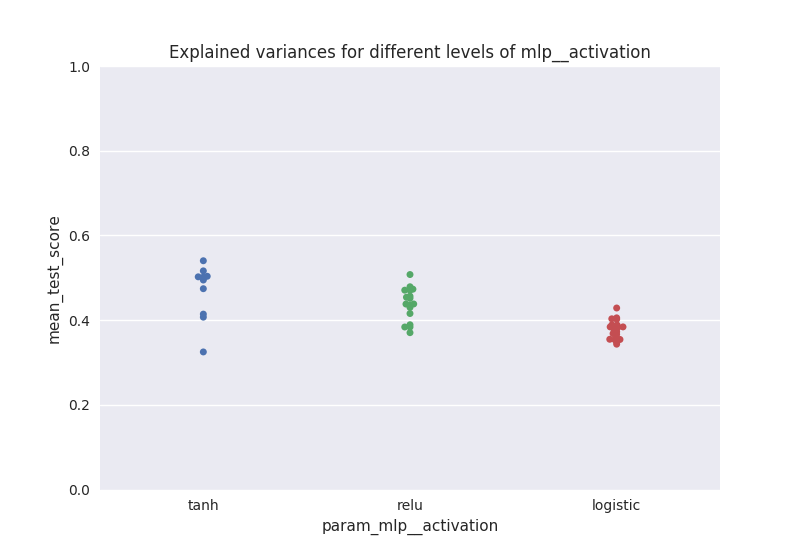 Explained variances for different levels of mlp__activation
1.0
0.8
0.6
0.4
0.2
0.0
mean_test_score
tanh relu logistic
param_mlp__activation